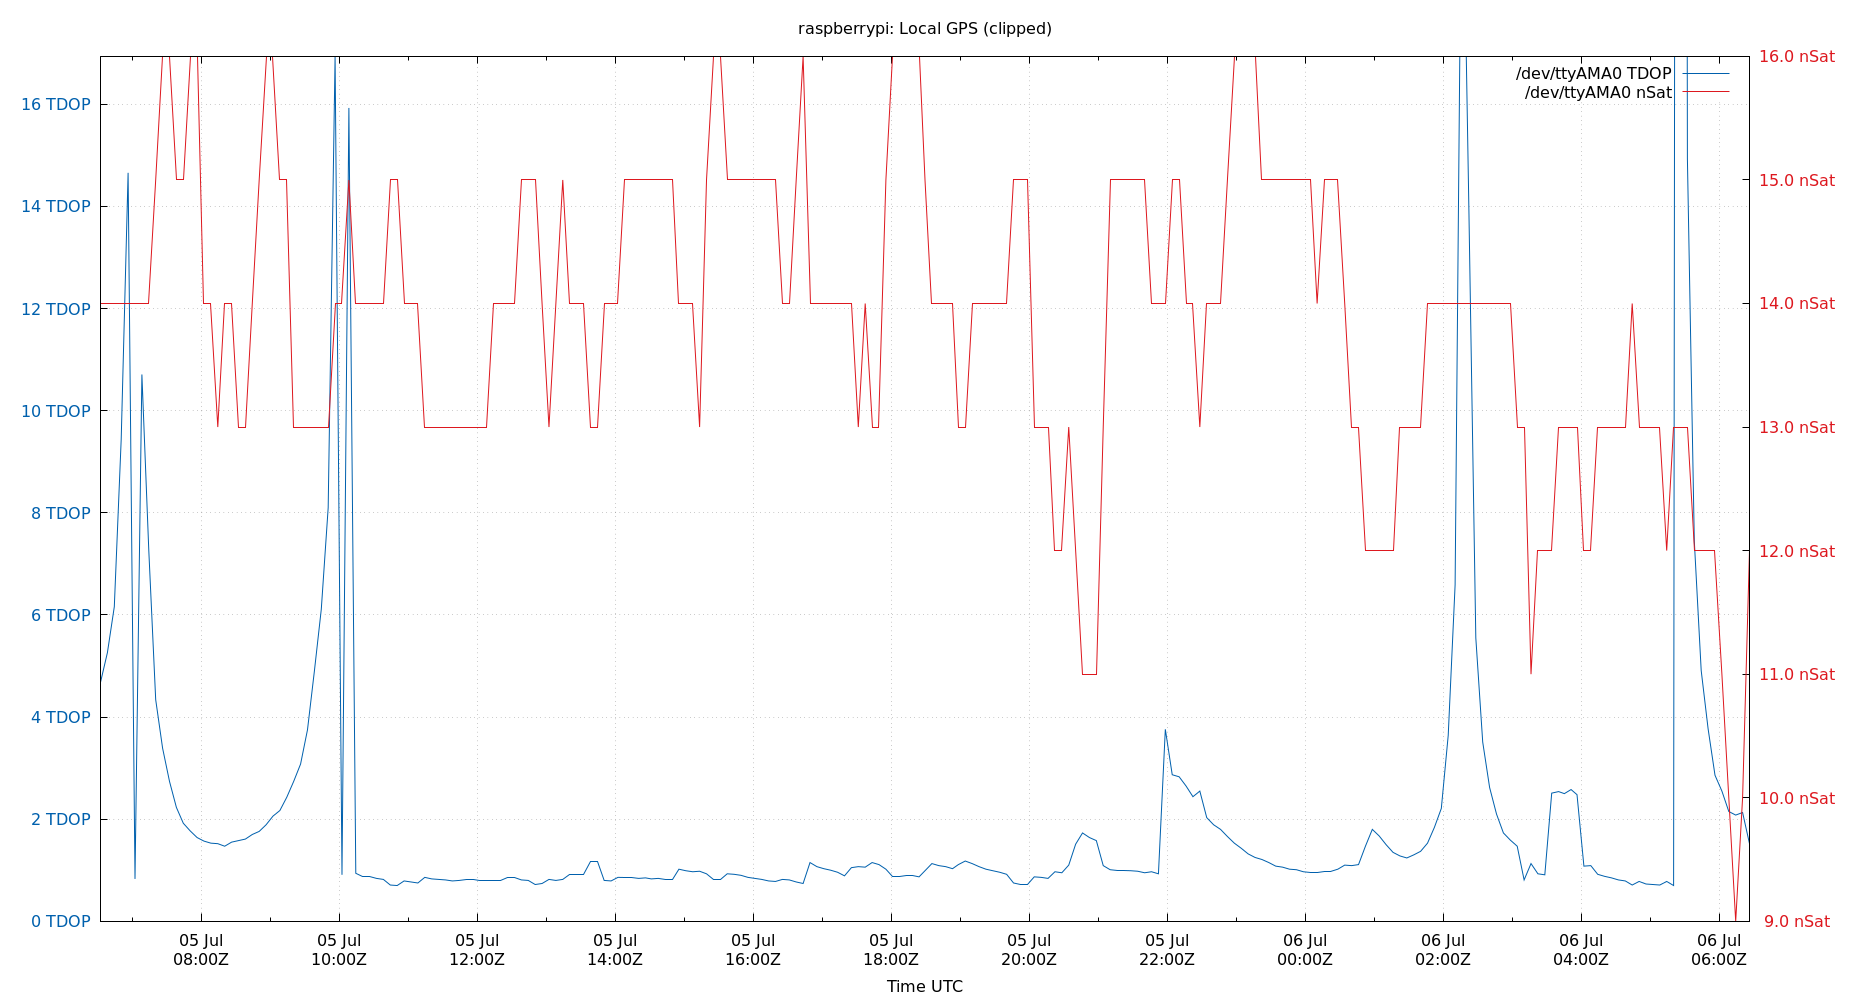 raspberrypi: Local GPS (clipped)
/dev/ttyAMA0 TDOP
/dev/ttyAMA0 nSat
16 TDOP
14 TDOP
12 TDOP
10 TDOP
8 TDOP
6 TDOP
4 TDOP
2 TDOP
0 TDOP
16.0 nSat
15.0 nSat
14.0 nSat
13.0 nSat
12.0 nSat
11.0 nSat
10.0 nSat
9.0 nSat
05 Jul 05 Jul 05 Jul 05 Jul 05 Jul 05 Jul 05 Jul 05 Jul 06 Jul 06 Jul 06 Jul 06 Jul
08:00Z 10:00Z 12:00Z 14:00Z 16:00Z 18:00Z 20:00Z 22:00Z 00:00Z 02:00Z 04:00Z 06:00Z
Time UTC